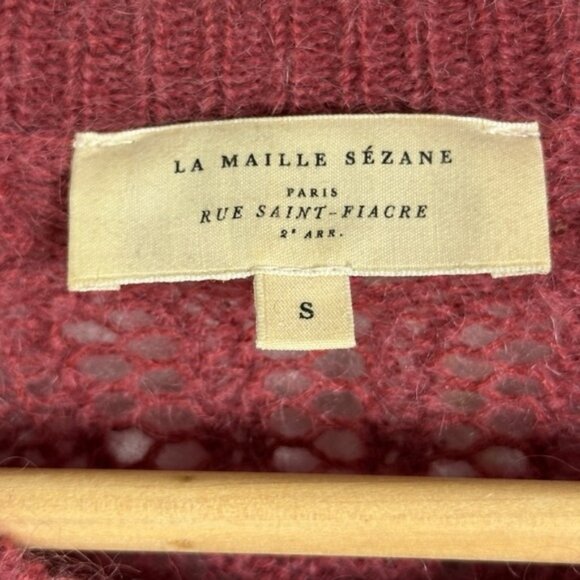 LA MAILLE SÉZANE
PARIS
RUE SAINT-FIACRE
2e ARR.
S